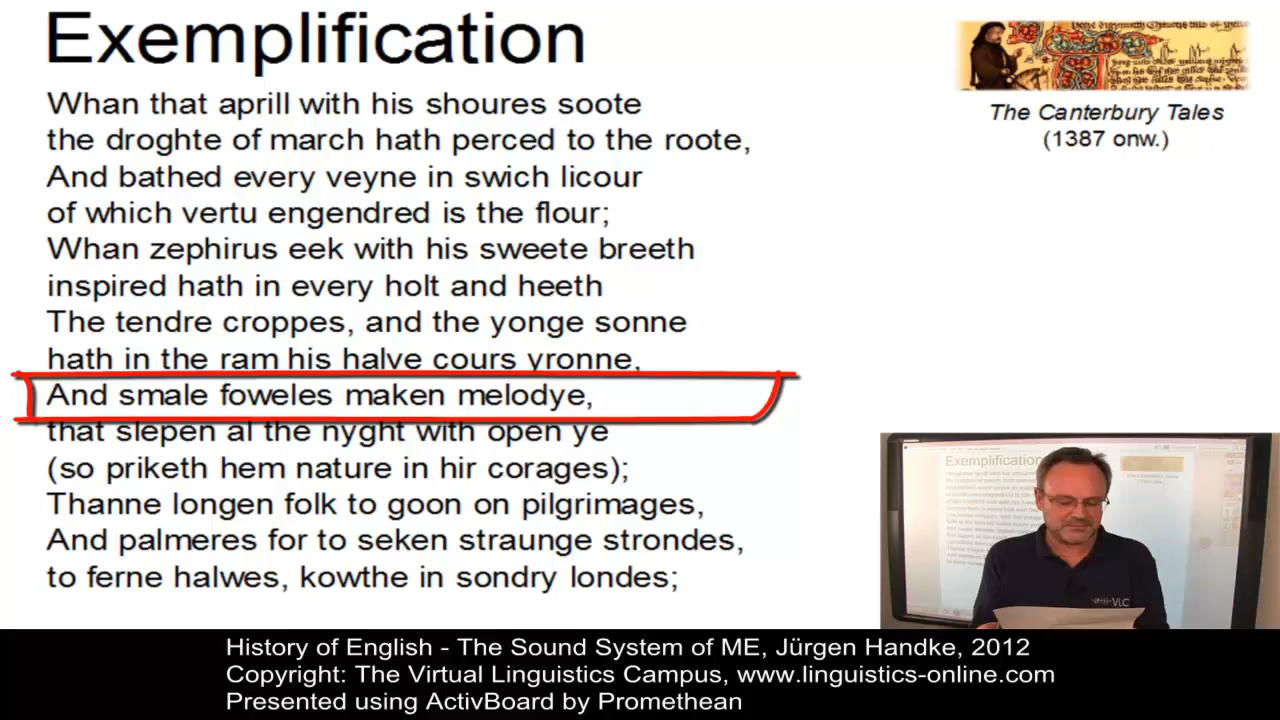 Exemplification
Whan that aprill with his shoures soote
the droghte of march hath perced to the roote,
And bathed every veyne in swich licour
of which vertu engendred is the flour;
Whan zephirus eek with his sweete breeth
inspired hath in every holt and heeth
The tendre croppes, and the yonge sonne
hath in the ram his halve cours yronne,
And smale foweles maken melodye,
that slepen al the nyght with open ye
(so priketh hem nature in hir corages);
Thanne longen folk to goon on pilgrimages,
And palmeres for to seken straunge strondes,
to ferne halwes, kowthe in sondry londes;
The Canterbury Tales
(1387 onw.)
Exemplification
VLC
History of English - The Sound System of ME, Jürgen Handke, 2012
Copyright: The Virtual Linguistics Campus, www.linguistics-online.com
Presented using ActivBoard by Promethean